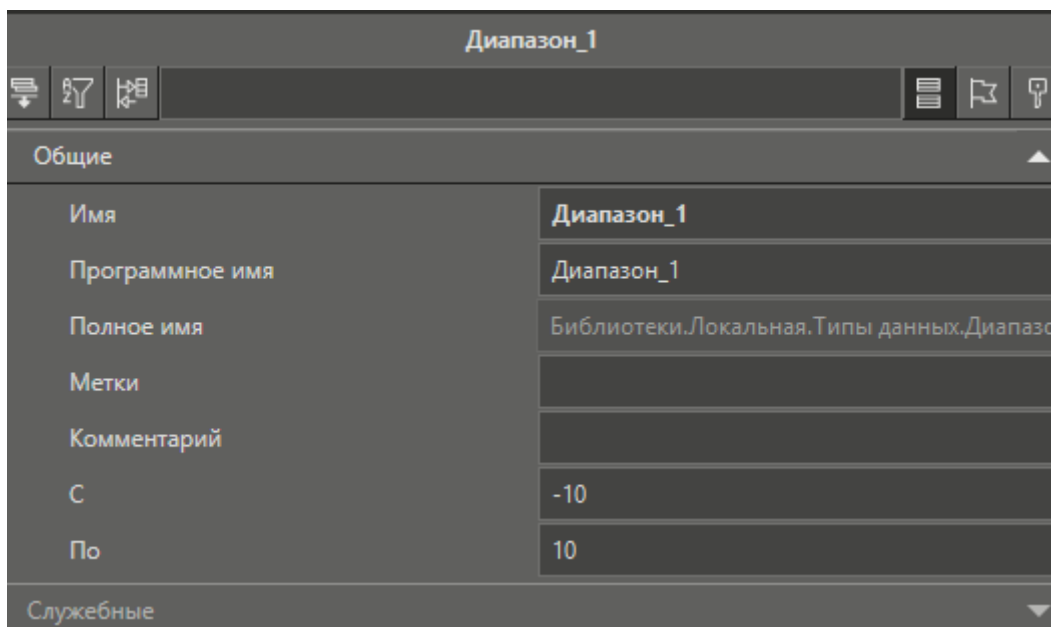 Диапазон_1
Общие
Имя Диапазон_1
Программное имя Диапазон_1
Полное имя Библиотеки.Локальная.Типы данных.Диапазо
Метки
Комментарий
С -10
По 10
Служебные